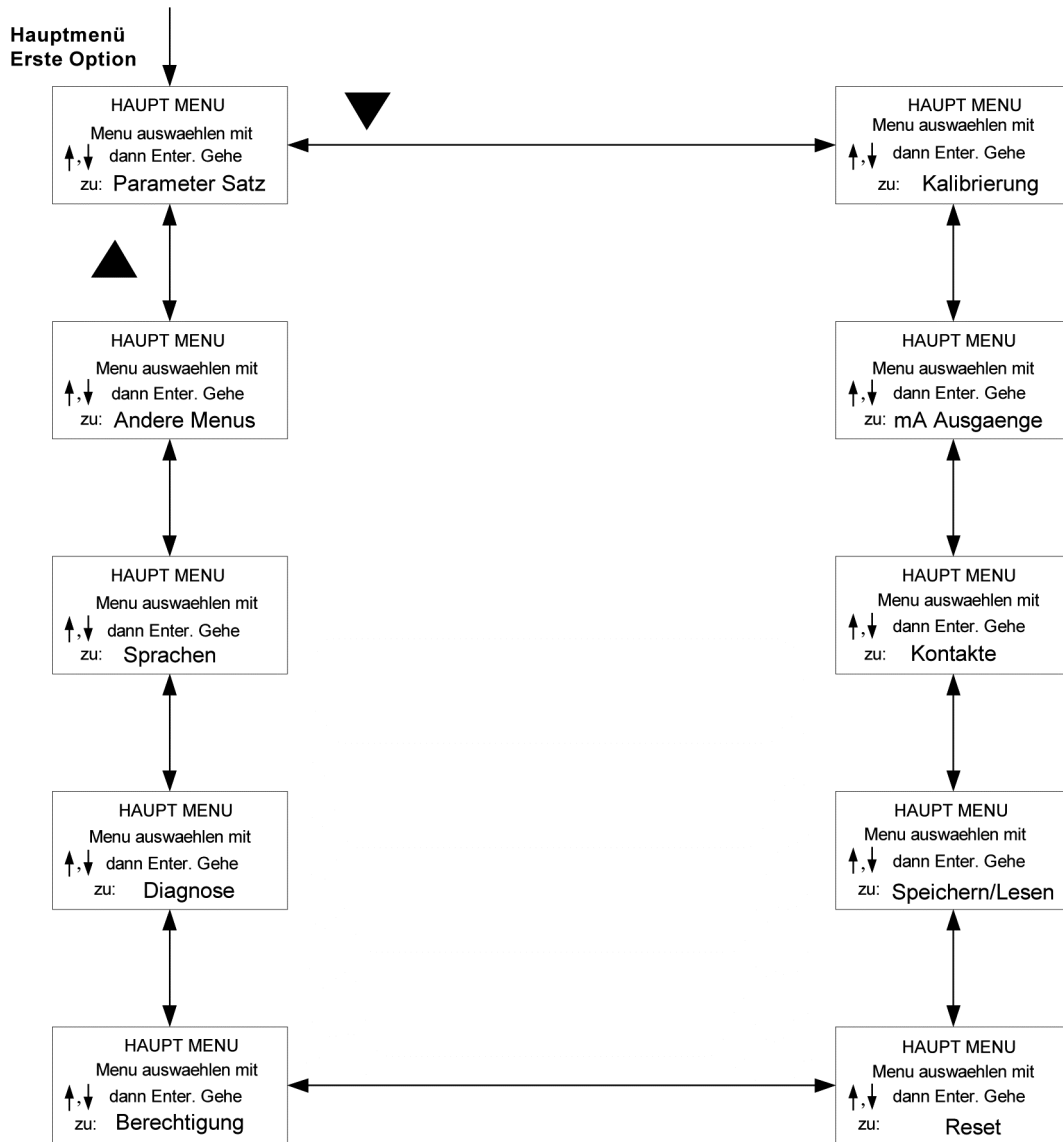 Hauptmenü
Erste Option
HAUPT MENU
Menu auswaehlen mit
↑,↓ dann Enter. Gehe
zu: Parameter Satz
HAUPT MENU
Menu auswaehlen mit
↑,↓ dann Enter. Gehe
zu: Kalibrierung
HAUPT MENU
Menu auswaehlen mit
↑,↓ dann Enter. Gehe
zu: Andere Menus
HAUPT MENU
Menu auswaehlen mit
↑,↓ dann Enter. Gehe
zu: mA Ausgaenge
HAUPT MENU
Menu auswaehlen mit
↑,↓ dann Enter. Gehe
zu: Sprachen
HAUPT MENU
Menu auswaehlen mit
↑,↓ dann Enter. Gehe
zu: Kontakte
HAUPT MENU
Menu auswaehlen mit
↑,↓ dann Enter. Gehe
zu: Diagnose
HAUPT MENU
Menu auswaehlen mit
↑,↓ dann Enter. Gehe
zu: Speichern/Lesen
HAUPT MENU
Menu auswaehlen mit
↑,↓ dann Enter. Gehe
zu: Berechtigung
HAUPT MENU
Menu auswaehlen mit
↑,↓ dann Enter. Gehe
zu: Reset